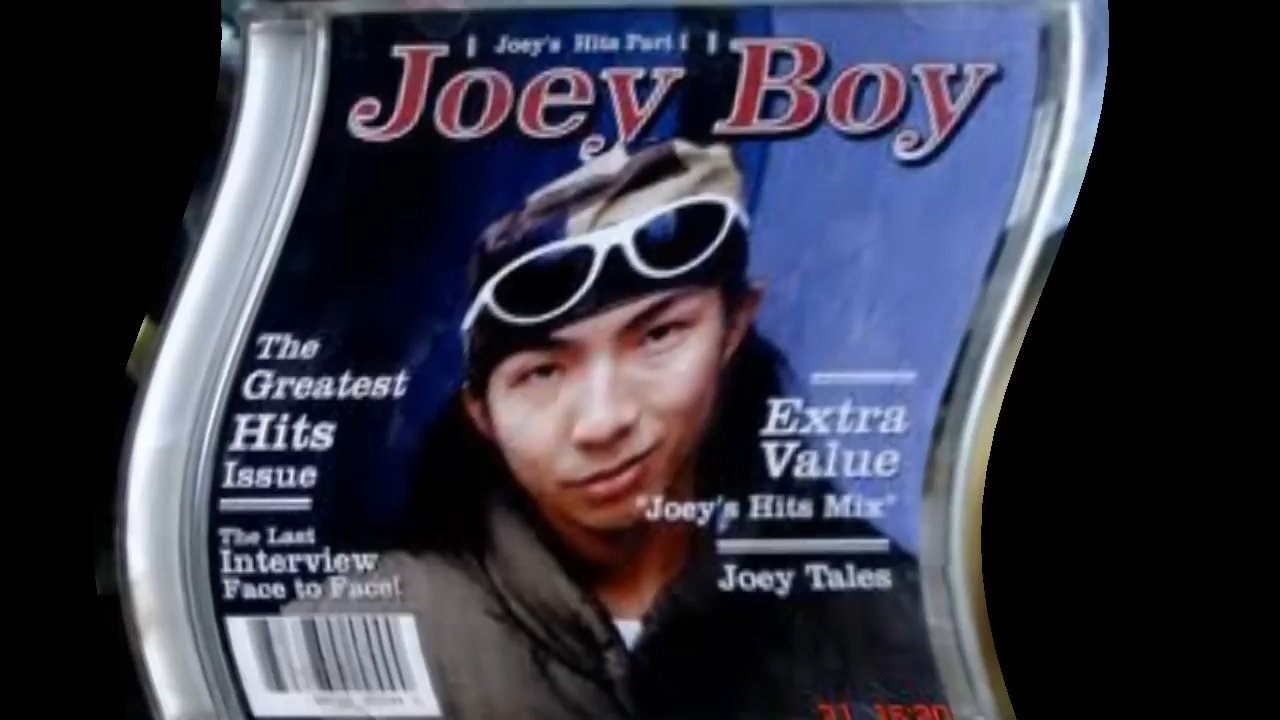 Joey's Hits Part 1
Joey Boy
The
Greatest
Hits
Issue
The Last
Interview
Face to Face!
Extra
Value
"Joey's Hits Mix"
Joey Tales